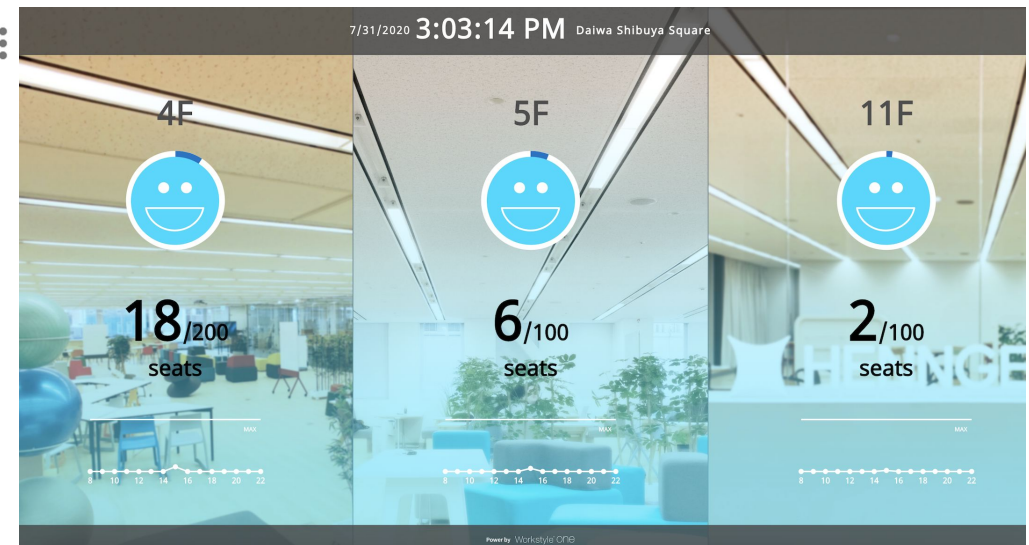 7/31/2020 3:03:14 PM Daiwa Shibuya Square
4F
18/200
seats
MAX
8 10 12 14 16 18 20 22
5F
6/100
seats
MAX
8 10 12 14 16 18 20 22
11F
2/100
seats
MAX
8 10 12 14 16 18 20 22
HENNGE
Power by Workstyle one